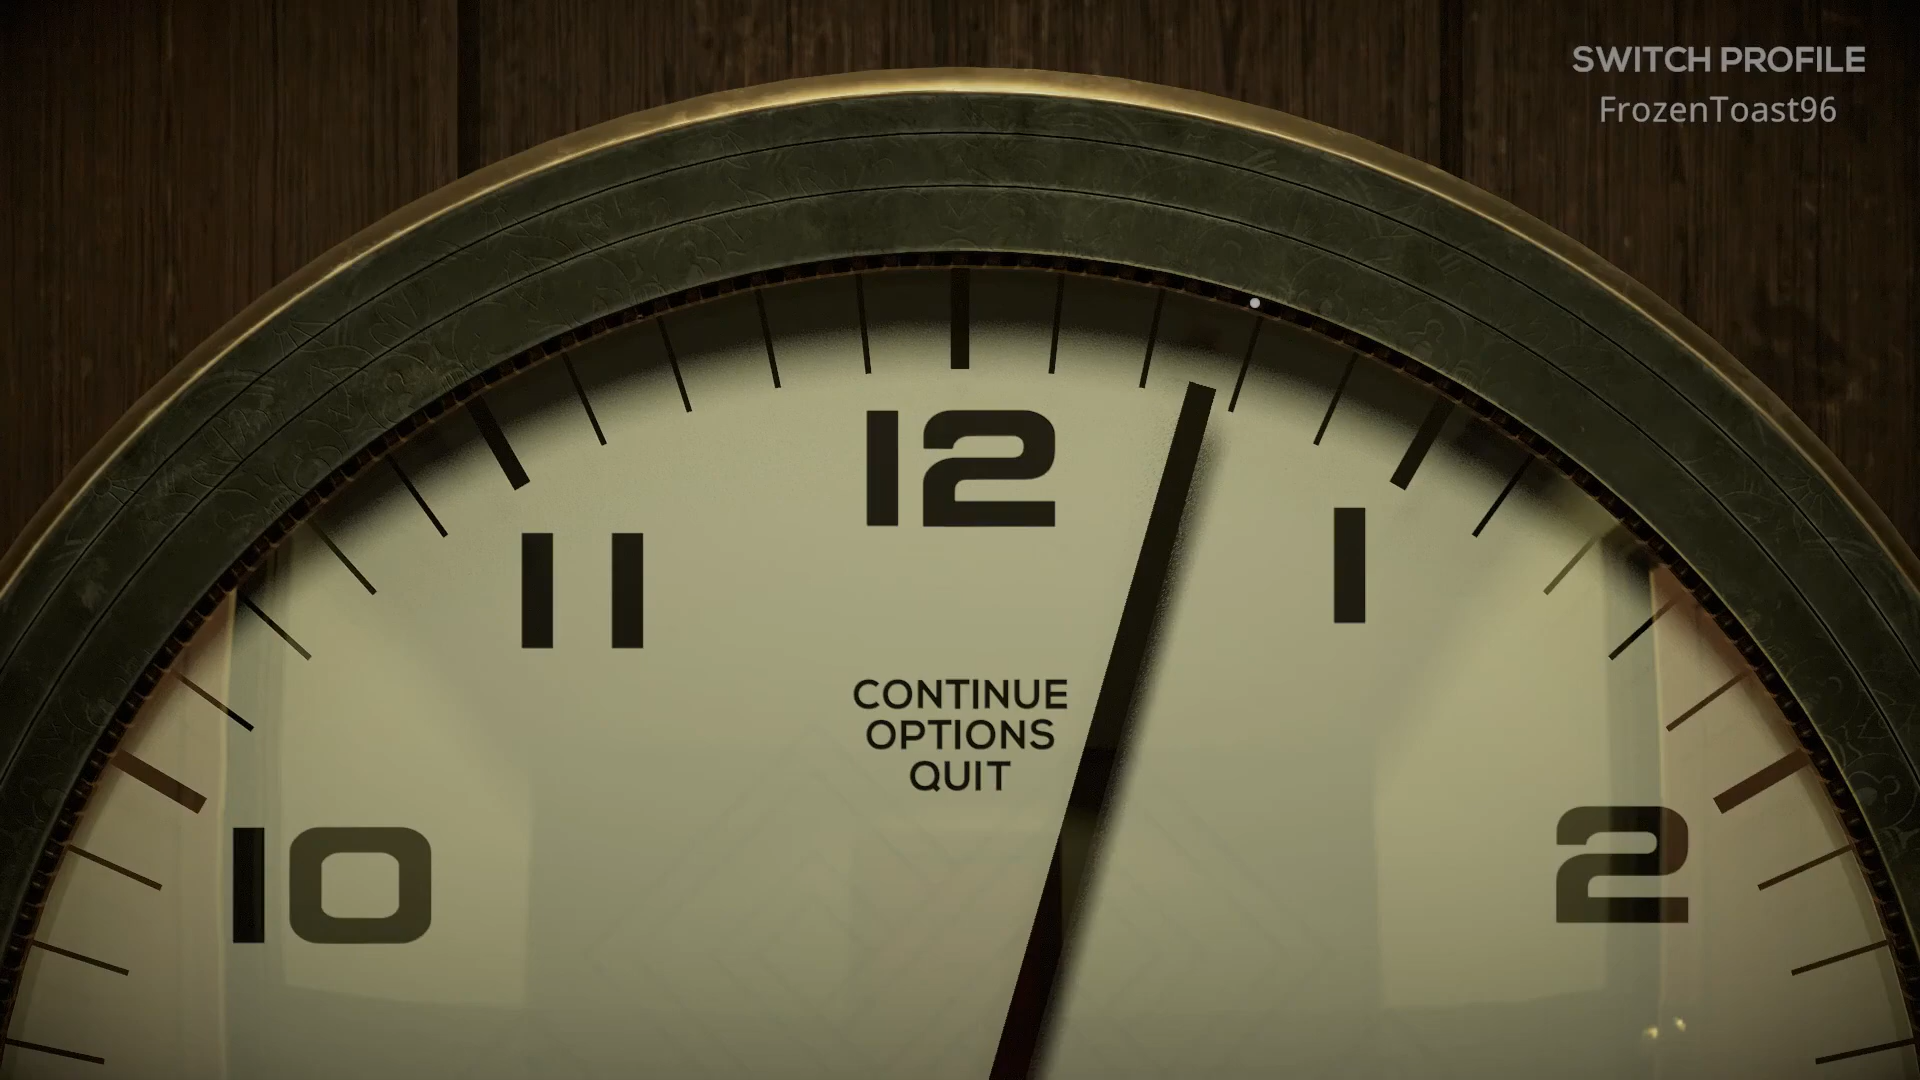 SWITCH PROFILE
FrozenToast96
12
11
1
CONTINUE
OPTIONS
QUIT
10
2